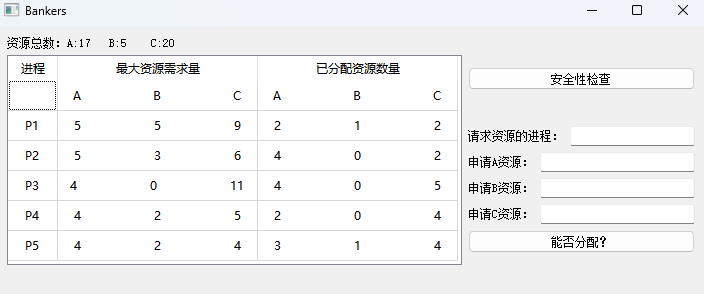 Bankers
资源总数：A:17 B:5 C:20
进程 最大资源需求量 已分配资源数量
A B C A B C
P1 5 5 9 2 1 2
P2 5 3 6 4 0 2
P3 4 0 11 4 0 5
P4 4 2 5 2 0 4
P5 4 2 4 3 1 4
安全性检查
请求资源的进程：
申请A资源：
申请B资源：
申请C资源：
能否分配？